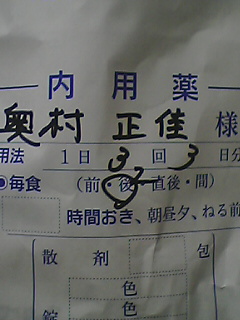 内用薬
奥村 正佳 様
用法 1日 3 回 3 日分
毎食 (前・後・直後・間)
時間おき、朝昼夕、ねる前
散 剤 包
色
錠 色